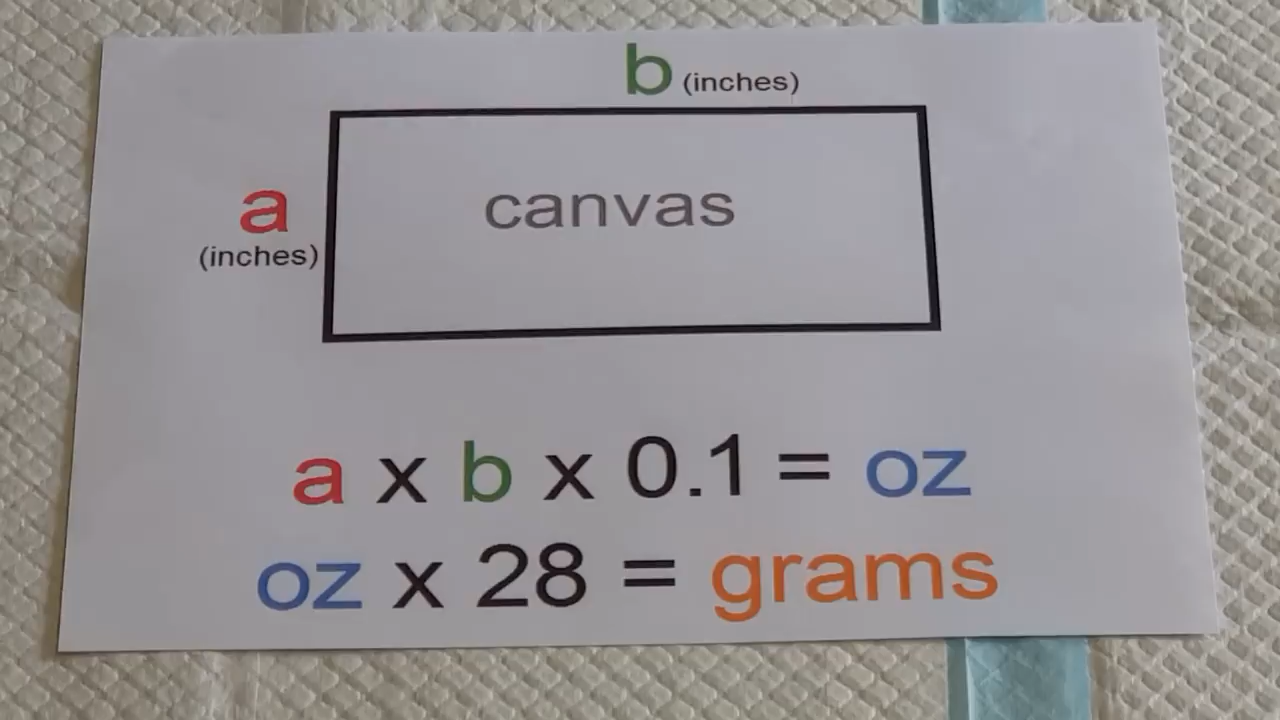 b (inches)
canvas
a
(inches)
a x b x 0.1 = oz
oz x 28 = grams